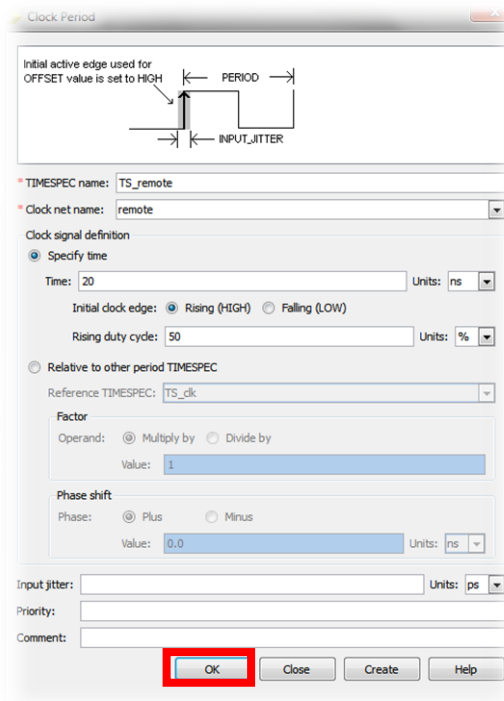 Clock Period
Initial active edge used for
OFFSET value is set to HIGH
PERIOD
INPUT_JITTER
* TIMESPEC name: TS_remote
* Clock net name: remote
Clock signal definition
Specify time
Time: 20 Units: ns
Initial clock edge: Rising (HIGH) Falling (LOW)
Rising duty cycle: 50 Units: %
Relative to other period TIMESPEC
Reference TIMESPEC: TS_clk
Factor
Operand: Multiply by Divide by
Value: 1
Phase shift
Phase: Plus Minus
Value: 0.0 Units: ns
Input jitter: Units: ps
Priority:
Comment:
OK Close Create Help